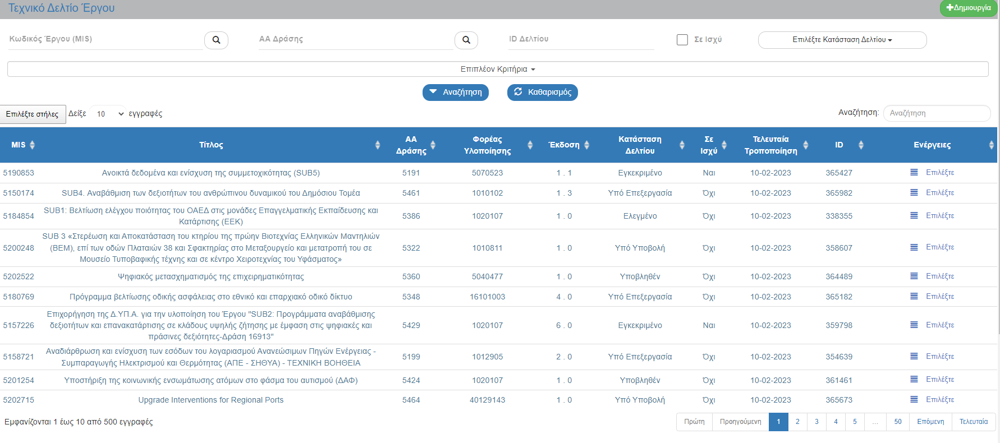 Τεχνικό Δελτίο Έργου
Δημιουργία
Κωδικός Έργου (MIS)
ΑΑ Δράσης
ID Δελτίου
Σε Ισχύ
Επιλέξτε Κατάσταση Δελτίου
Επιπλέον Κριτήρια
Αναζήτηση
Καθαρισμός
Επιλέξτε στήλες Δείξε 10 εγγραφές
Αναζήτηση: Αναζήτηση
MIS Τίτλος ΑΑ Δράσης Φορέας Υλοποίησης Έκδοση Κατάσταση Δελτίου Σε Ισχύ Τελευταία Τροποποίηση ID Ενέργειες
5190853 Ανοικτά δεδομένα και ενίσχυση της συμμετοχικότητας (SUB5) 5191 5070523 1 . 1 Εγκεκριμένο Ναι 10-02-2023 365427 Επιλέξτε
5150174 SUB4. Αναβάθμιση των δεξιοτήτων του ανθρώπινου δυναμικού του Δημόσιου Τομέα 5461 1010102 1 . 3 Υπό Επεξεργασία Όχι 10-02-2023 365982 Επιλέξτε
SUB1: Βελτίωση ελέγχου ποιότητας του ΟΑΕΔ στις μονάδες Επαγγελματικής Εκπαίδευσης και
5184854 Κατάρτισης (ΕΕΚ) 5386 1020107 1 . 0 Ελεγμένο Όχι 10-02-2023 338355 Επιλέξτε
SUB 3 «Στερέωση και Αποκατάσταση του κτηρίου της πρώην Βιοτεχνίας Ελληνικών Μαντηλιών
5200248 (ΒΕΜ), επί των οδών Πλαταιών 38 και Σφακτηρίας στο Μεταξουργείο και μετατροπή του σε 5322 1010811 1 . 0 Υπό Υποβολή Όχι 10-02-2023 358607 Επιλέξτε
Μουσείο Τυποβαφικής τέχνης και σε κέντρο Χειροτεχνίας του Υφάσματος»
5202522 Ψηφιακός μετασχηματισμός της επιχειρηματικότητας 5360 5040477 1 . 0 Υποβληθέν Όχι 10-02-2023 364489 Επιλέξτε
5180769 Πρόγραμμα βελτίωσης οδικής ασφάλειας στο εθνικό και επαρχιακό οδικό δίκτυο 5348 16101003 4 . 0 Υπό Επεξεργασία Όχι 10-02-2023 365182 Επιλέξτε
Επιχορήγηση της Δ.ΥΠ.Α. για την υλοποίηση του Έργου "SUB2: Προγράμματα αναβάθμισης
5157226 δεξιοτήτων και επανακατάρτισης σε κλάδους υψηλής ζήτησης με έμφαση στις ψηφιακές και 5429 1020107 6 . 0 Εγκεκριμένο Ναι 10-02-2023 359798 Επιλέξτε
πράσινες δεξιότητες-Δράση 16913"
Αναδιάρθρωση και ενίσχυση των εσόδων του λογαριασμού Ανανεώσιμων Πηγών Ενέργειας -
5158721 Συμπαραγωγής Ηλεκτρισμού και Θερμότητας (ΑΠΕ - ΣΗΘΥΑ) - ΤΕΧΝΙΚΗ ΒΟΗΘΕΙΑ 5199 1012905 2 . 0 Υπό Επεξεργασία Όχι 10-02-2023 354639 Επιλέξτε
5201254 Υποστήριξη της κοινωνικής ενσωμάτωσης ατόμων στο φάσμα του αυτισμού (ΔΑΦ) 5424 1020107 1 . 0 Υποβληθέν Όχι 10-02-2023 361461 Επιλέξτε
5202715 Upgrade Interventions for Regional Ports 5464 40129143 1 . 0 Υπό Υποβολή Όχι 10-02-2023 365673 Επιλέξτε
Εμφανίζονται 1 έως 10 από 500 εγγραφές
Πρώτη Προηγούμενη 1 2 3 4 5 ... 50 Επόμενη Τελευταία